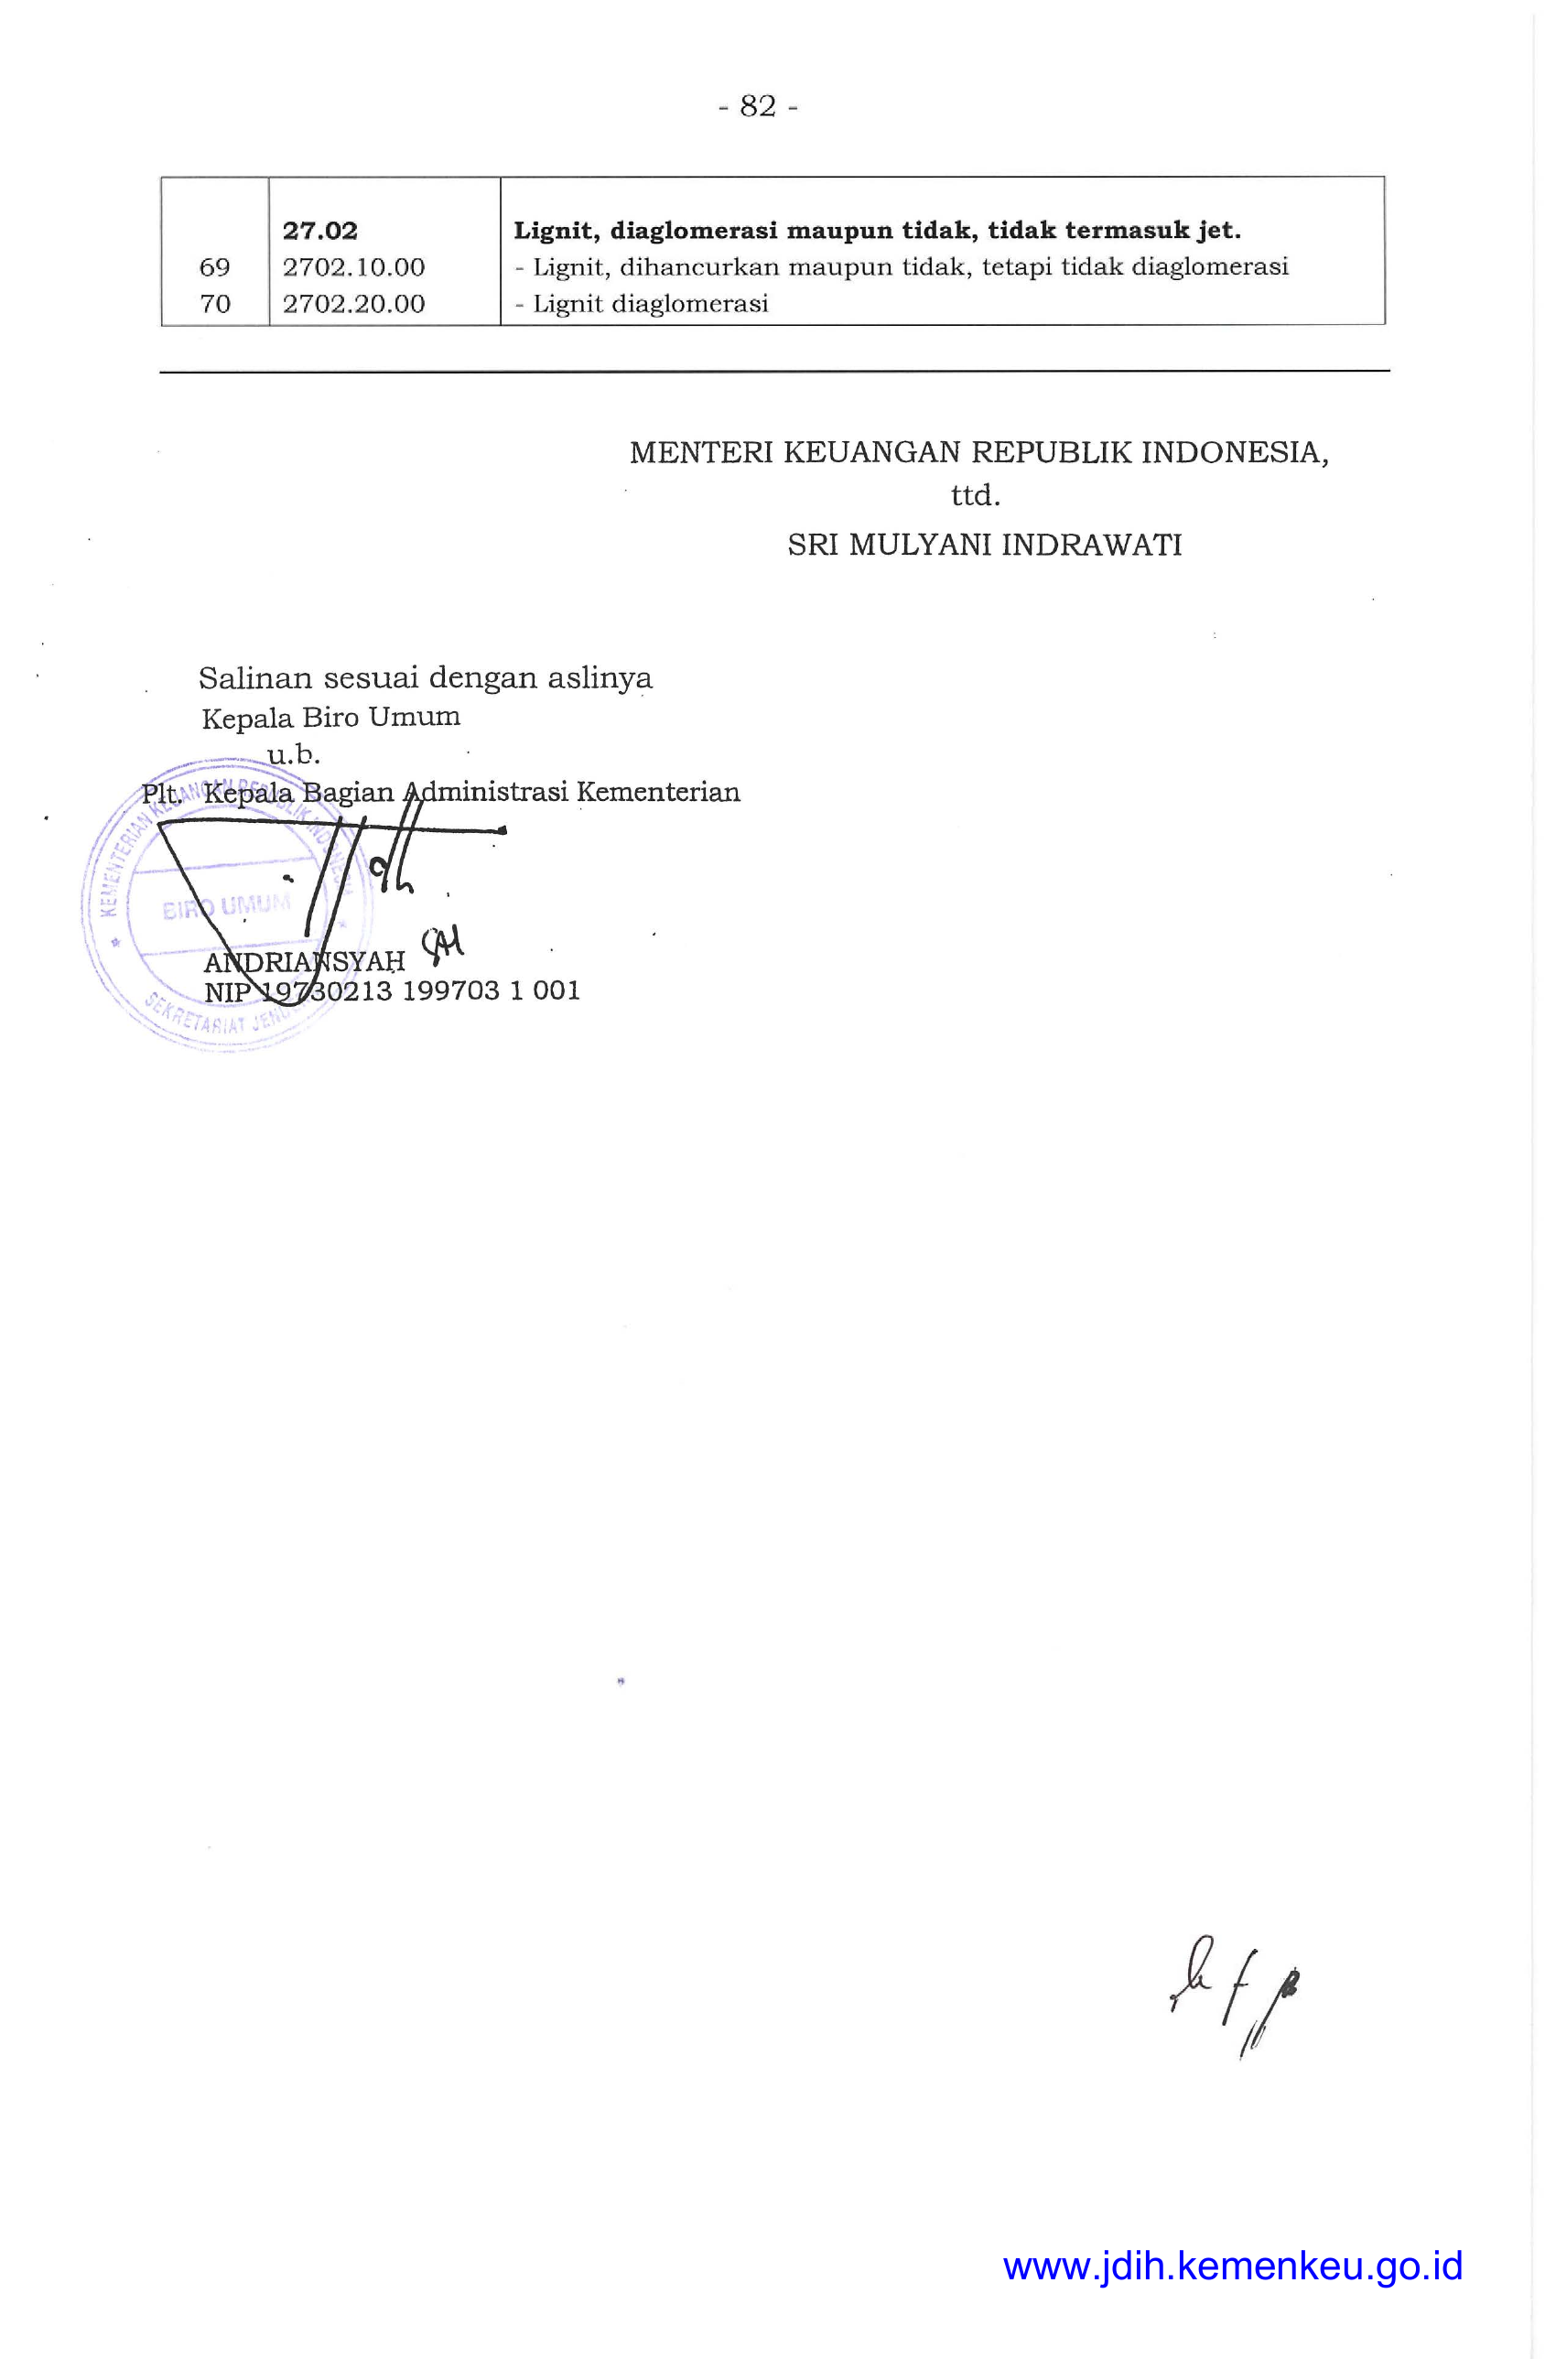 - 82 -
27.02 Lignit, diaglomerasi maupun tidak, tidak termasuk jet.
69 2702.10.00 - Lignit, dihancurkan maupun tidak, tetapi tidak diaglomerasi
70 2702.20.00 - Lignit diaglomerasi
MENTERI KEUANGAN REPUBLIK INDONESIA,
ttd.
SRI MULYANI INDRAWATI
Salinan sesuai dengan aslinya
Kepala Biro Umum
u.b.
Plt. Kepala Bagian Administrasi Kementerian
KEMENTERIAN KEUANGAN REPUBLIK INDONESIA
BIRO UMUM
SEKRETARIAT
ANDRIANSYAH
NIP 19730213 199703 1 001
www.jdih.kemenkeu.go.id